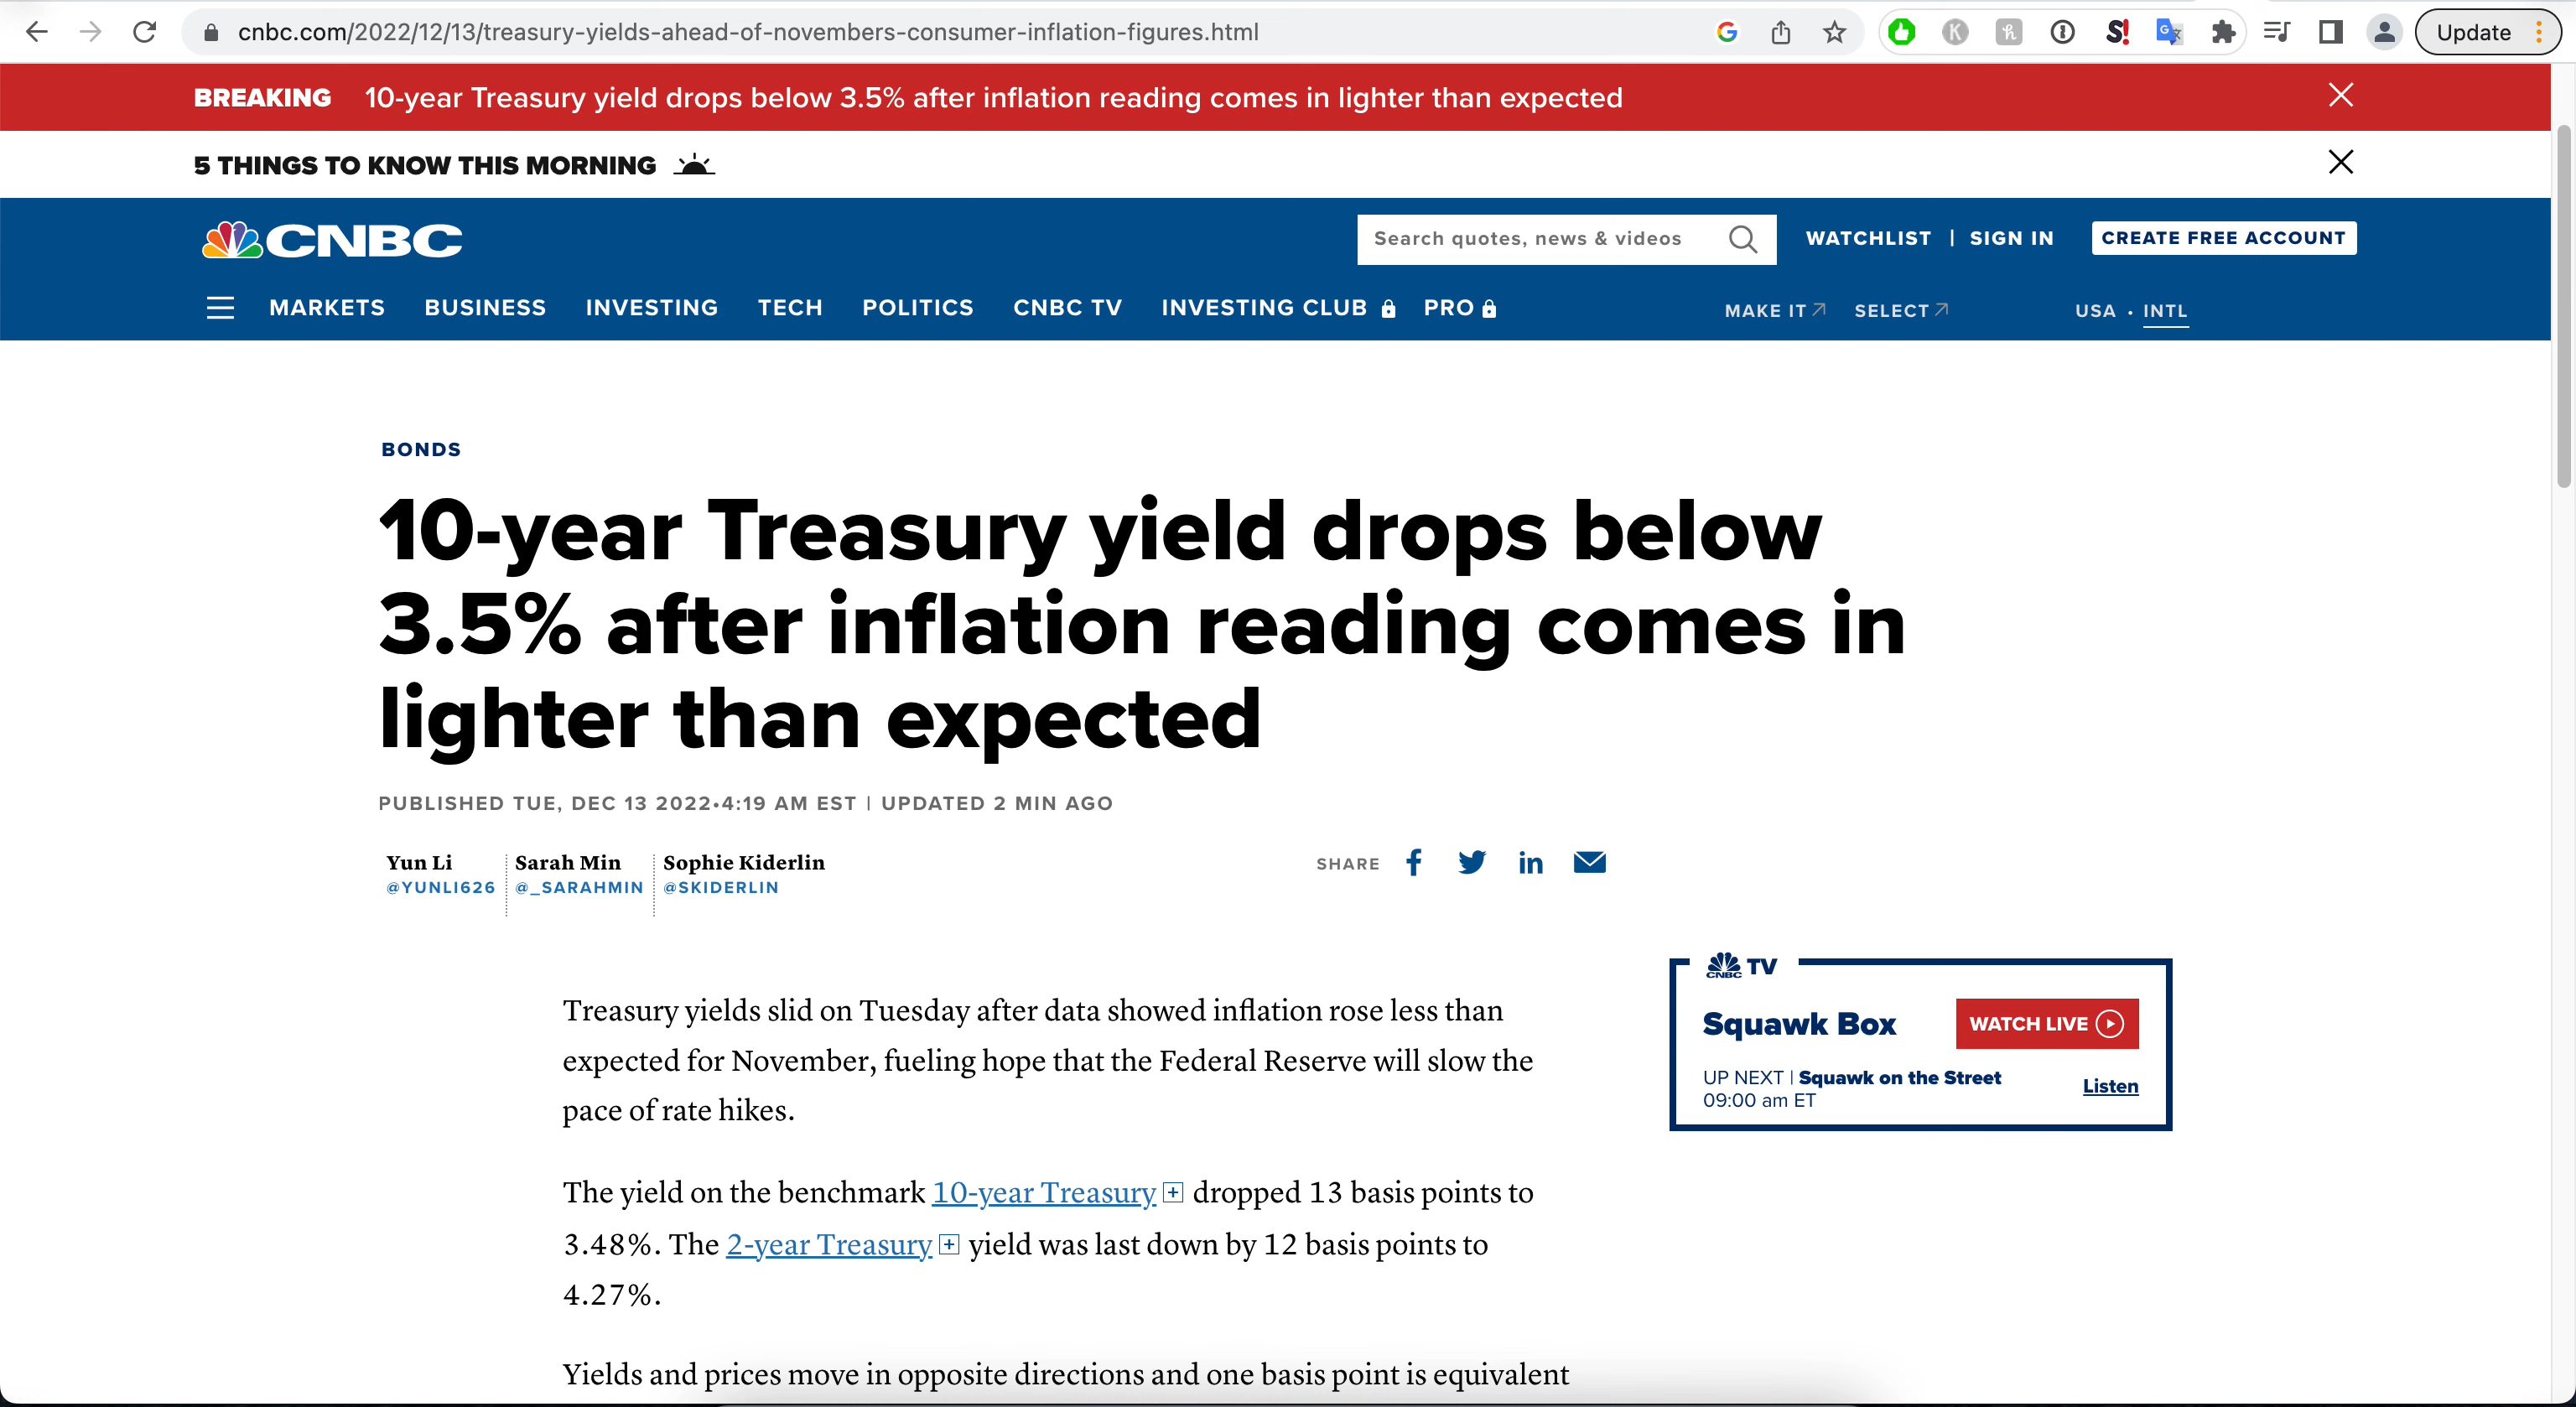 cnbc.com/2022/12/13/treasury-yields-ahead-of-novembers-consumer-inflation-figures.html
Update
BREAKING 10-year Treasury yield drops below 3.5% after inflation reading comes in lighter than expected
5 THINGS TO KNOW THIS MORNING
CNBC
Search quotes, news & videos
WATCHLIST | SIGN IN
CREATE FREE ACCOUNT
MARKETS BUSINESS INVESTING TECH POLITICS CNBC TV INVESTING CLUB PRO
MAKE IT SELECT
USA • INTL
BONDS
10-year Treasury yield drops below
3.5% after inflation reading comes in
lighter than expected
PUBLISHED TUE, DEC 13 2022•4:19 AM EST | UPDATED 2 MIN AGO
Yun Li
@YUNLI626
Sarah Min
@_SARAHMIN
Sophie Kiderlin
@SKIDERLIN
SHARE
Treasury yields slid on Tuesday after data showed inflation rose less than
expected for November, fueling hope that the Federal Reserve will slow the
pace of rate hikes.
The yield on the benchmark 10-year Treasury dropped 13 basis points to
3.48%. The 2-year Treasury yield was last down by 12 basis points to
4.27%.
Yields and prices move in opposite directions and one basis point is equivalent
CNBC TV
Squawk Box
WATCH LIVE
UP NEXT | Squawk on the Street
09:00 am ET
Listen